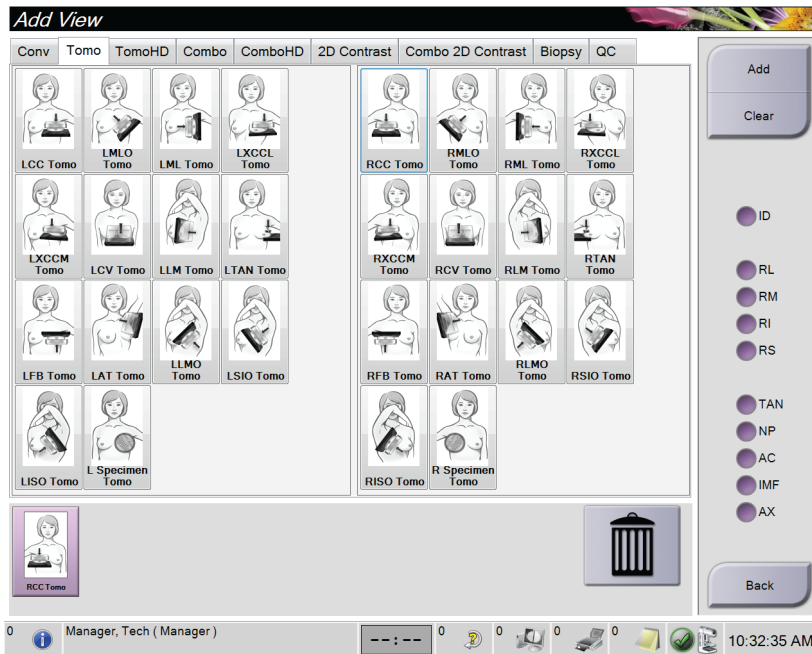 Add View
Conv Tomo TomoHD Combo ComboHD 2D Contrast Combo 2D Contrast Biopsy QC
LCC Tomo
LMLO
Tomo
LML Tomo
LXCCL
Tomo
RCC Tomo
RMLO
Tomo
RML Tomo
RXCCL
Tomo
LXCCM
Tomo
LCV Tomo
LLM Tomo
LTAN Tomo
RXCCM
Tomo
RCV Tomo
RLM Tomo
RTAN
Tomo
LFB Tomo
LAT Tomo
LLMO
Tomo
LSIO Tomo
RFB Tomo
RAT Tomo
RLMO
Tomo
RSIO Tomo
LISO Tomo
L Specimen
Tomo
RISO Tomo
R Specimen
Tomo
RCC Tomo
Add
Clear
ID
RL
RM
RI
RS
TAN
NP
AC
IMF
AX
Back
0 Manager, Tech ( Manager ) --:-- 0 0 0 0 10:32:35 AM